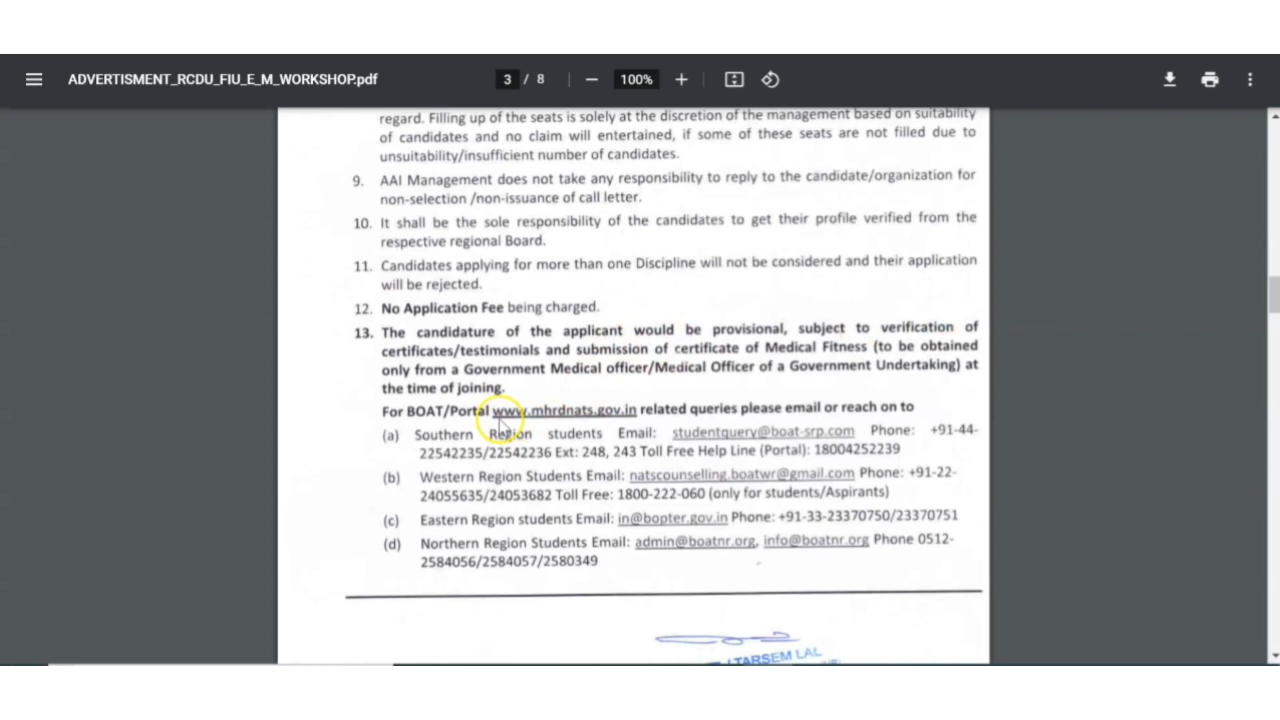 ADVERTISMENT_RCDU_FIU_E_M_WORKSHOP.pdf
3 / 8
100%
regard. Filling up of the seats is solely at the discretion of the management based on suitability
of candidates and no claim will entertained, if some of these seats are not filled due to
unsuitability/insufficient number of candidates.
9. AAI Management does not take any responsibility to reply to the candidate/organization for
non-selection /non-issuance of call letter.
10. It shall be the sole responsibility of the candidates to get their profile verified from the
respective regional Board.
11. Candidates applying for more than one Discipline will not be considered and their application
will be rejected.
12. No Application Fee being charged.
13. The candidature of the applicant would be provisional, subject to verification of
certificates/testimonials and submission of certificate of Medical Fitness (to be obtained
only from a Government Medical officer/Medical Officer of a Government Undertaking) at
the time of joining.
For BOAT/Portal www.mhrdnats.gov.in related queries please email or reach on to
(a) Southern Region students Email: studentquery@boat-srp.com Phone: +91-44-
22542235/22542236 Ext: 248, 243 Toll Free Help Line (Portal): 18004252239
(b) Western Region Students Email: natscounselling.boatwr@gmail.com Phone: +91-22-
24055635/24053682 Toll Free: 1800-222-060 (only for students/Aspirants)
(c) Eastern Region students Email: in@bopter.gov.in Phone: +91-33-23370750/23370751
(d) Northern Region Students Email: admin@boatnr.org, info@boatnr.org Phone 0512-
2584056/2584057/2580349
TARSEM LAL